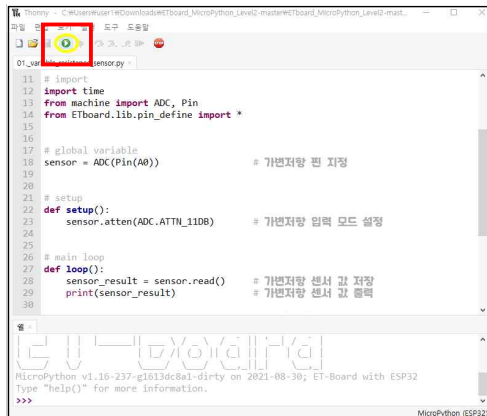 Thonny - C:\Users\user1\Downloads\ETboard_MicroPython_Level2-master\ETboard_MicroPython_Level2-mast...
파일 도구 도움말
01._variable_resistance_sensor.py
11 # import
12 import time
13 from machine import ADC, Pin
14 from ETboard.lib.pin_define import *
15
16
17 # global variable
18 sensor = ADC(Pin(A0)) # 가변저항 핀 지정
19
20
21 # setup
22 def setup():
23 sensor.atten(ADC.ATTN_11DB) # 가변저항 입력 모드 설정
24
25
26 # main loop
27 def loop():
28 sensor_result = sensor.read() # 가변저항 센서 값 저장
29 print(sensor_result) # 가변저항 센서 값 출력
30
쉘
MicroPython v1.16-237-g1613dc8a1-dirty on 2021-08-30; ET-Board with ESP32
Type "help()" for more information.
>>>
MicroPython (ESP32)